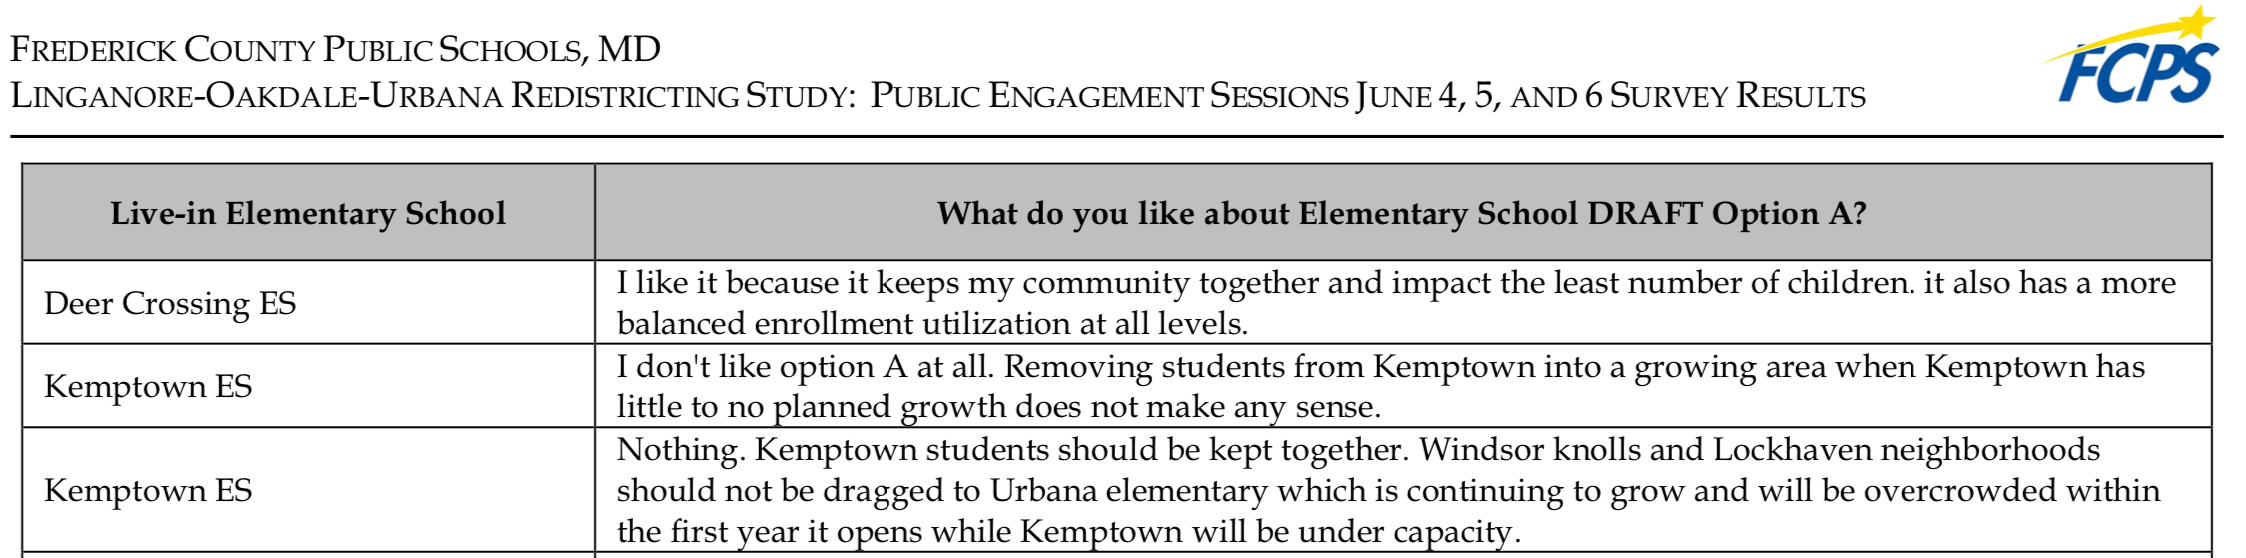 FREDERICK COUNTY PUBLIC SCHOOLS, MD
LINGANORE-OAKDALE-URBANA REDISTRICTING STUDY: PUBLIC ENGAGEMENT SESSIONS JUNE 4, 5, AND 6 SURVEY RESULTS
FCPS
Live-in Elementary School
What do you like about Elementary School DRAFT Option A?
Deer Crossing ES
I like it because it keeps my community together and impact the least number of children. it also has a more
balanced enrollment utilization at all levels.
Kemptown ES
I don't like option A at all. Removing students from Kemptown into a growing area when Kemptown has
little to no planned growth does not make any sense.
Kemptown ES
Nothing. Kemptown students should be kept together. Windsor knolls and Lockhaven neighborhoods
should not be dragged to Urbana elementary which is continuing to grow and will be overcrowded within
the first year it opens while Kemptown will be under capacity.